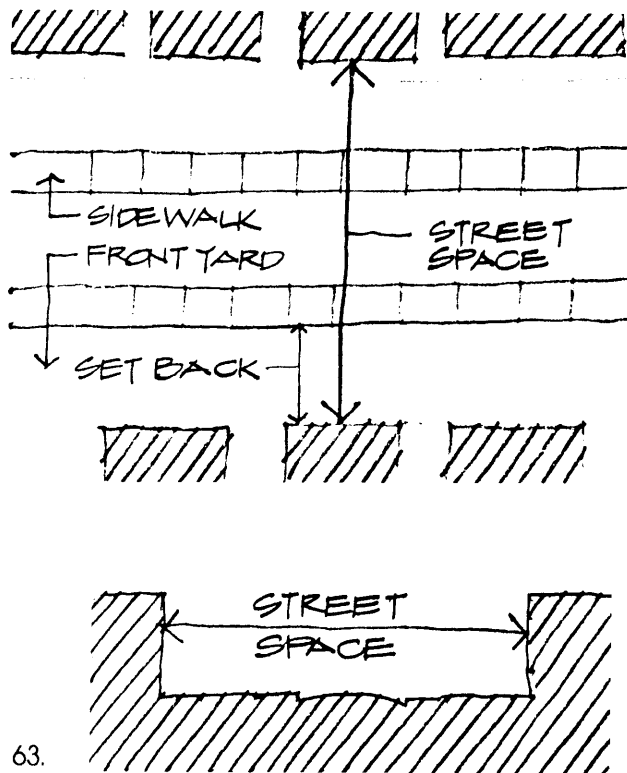 SIDEWALK
FRONT YARD
STREET
SPACE
SET BACK
STREET
SPACE
63.